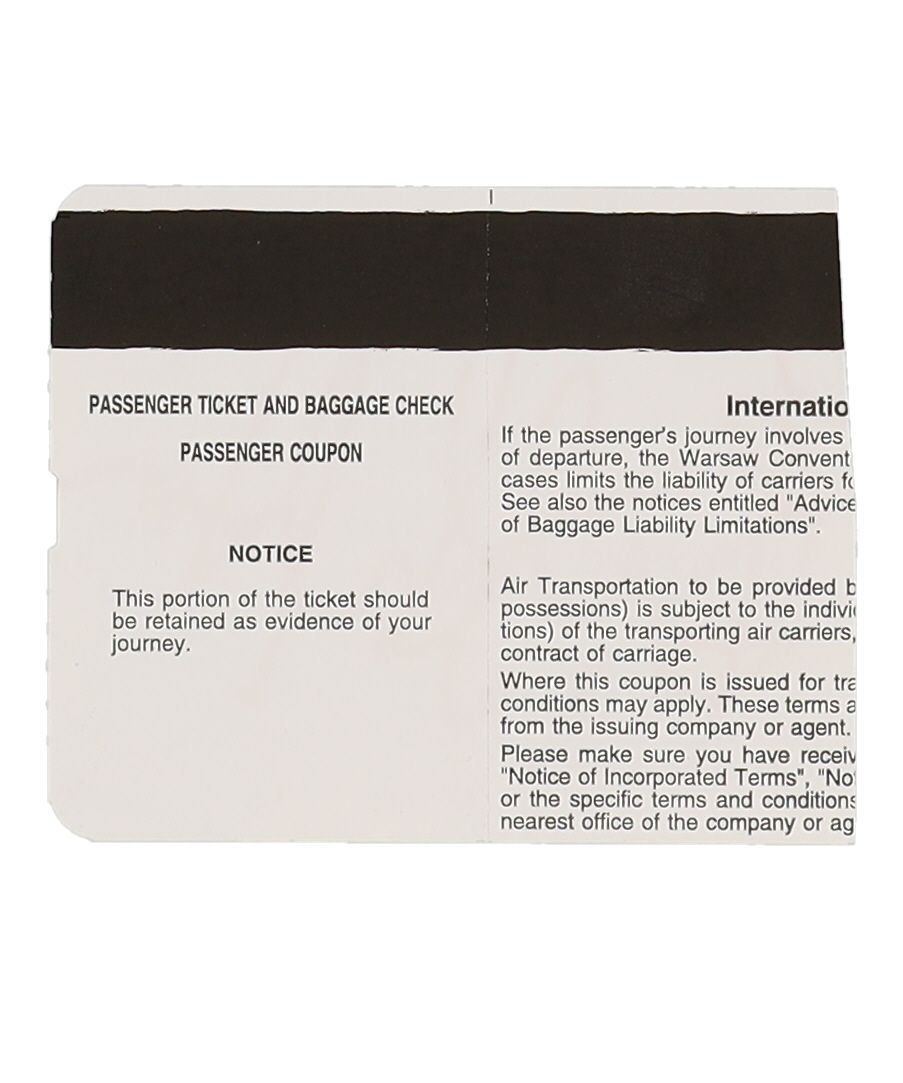 PASSENGER TICKET AND BAGGAGE CHECK
PASSENGER COUPON
NOTICE
This portion of the ticket should
be retained as evidence of your
journey.
Internatio
If the passenger's journey involves
of departure, the Warsaw Convent
cases limits the liability of carriers fo
See also the notices entitled "Advice
of Baggage Liability Limitations".
Air Transportation to be provided b
possessions) is subject to the indivi
tions) of the transporting air carriers,
contract of carriage.
Where this coupon is issued for tra
conditions may apply. These terms a
from the issuing company or agent.
Please make sure you have receiv
"Notice of Incorporated Terms", "No
or the specific terms and conditions
nearest office of the company or ag